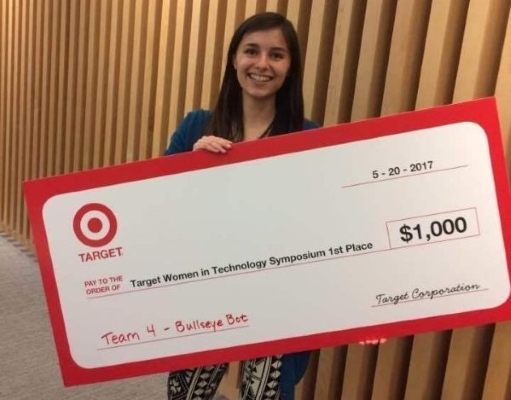 5 - 20 - 2017
TARGET
PAY TO THE
ORDER OF
Target Women in Technology Symposium 1st Place
$1,000
Team 4 - Bullseye Bot
Target Corporation